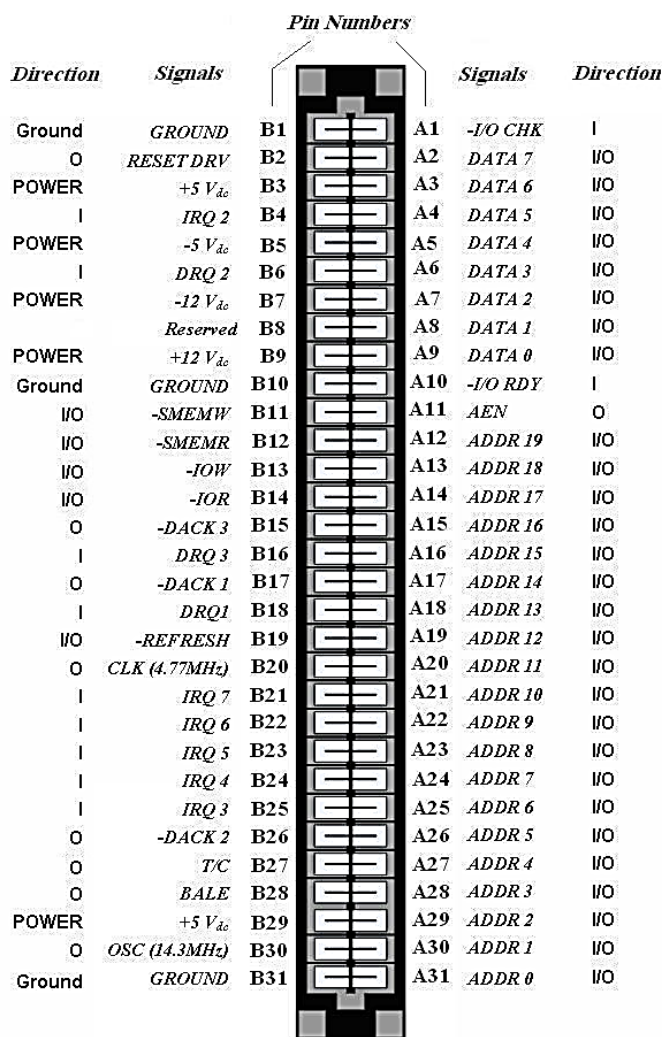 Pin Numbers
Direction Signals Signals Direction
Ground GROUND B1 A1 -I/O CHK I
O RESET DRV B2 A2 DATA 7 I/O
POWER +5 Vdc B3 A3 DATA 6 I/O
I IRQ 2 B4 A4 DATA 5 I/O
POWER -5 Vdc B5 A5 DATA 4 I/O
I DRQ 2 B6 A6 DATA 3 I/O
POWER -12 Vdc B7 A7 DATA 2 I/O
Reserved B8 A8 DATA 1 I/O
POWER +12 Vdc B9 A9 DATA 0 I/O
Ground GROUND B10 A10 -I/O RDY I
I/O -SMEMW B11 A11 AEN O
I/O -SMEMR B12 A12 ADDR 19 I/O
I/O -IOW B13 A13 ADDR 18 I/O
I/O -IOR B14 A14 ADDR 17 I/O
O -DACK 3 B15 A15 ADDR 16 I/O
I DRQ 3 B16 A16 ADDR 15 I/O
O -DACK 1 B17 A17 ADDR 14 I/O
I DRQ1 B18 A18 ADDR 13 I/O
I/O -REFRESH B19 A19 ADDR 12 I/O
O CLK (4.77MHz) B20 A20 ADDR 11 I/O
I IRQ 7 B21 A21 ADDR 10 I/O
I IRQ 6 B22 A22 ADDR 9 I/O
I IRQ 5 B23 A23 ADDR 8 I/O
I IRQ 4 B24 A24 ADDR 7 I/O
I IRQ 3 B25 A25 ADDR 6 I/O
O -DACK 2 B26 A26 ADDR 5 I/O
O T/C B27 A27 ADDR 4 I/O
O BALE B28 A28 ADDR 3 I/O
POWER +5 Vdc B29 A29 ADDR 2 I/O
O OSC (14.3MHz) B30 A30 ADDR 1 I/O
Ground GROUND B31 A31 ADDR 0 I/O